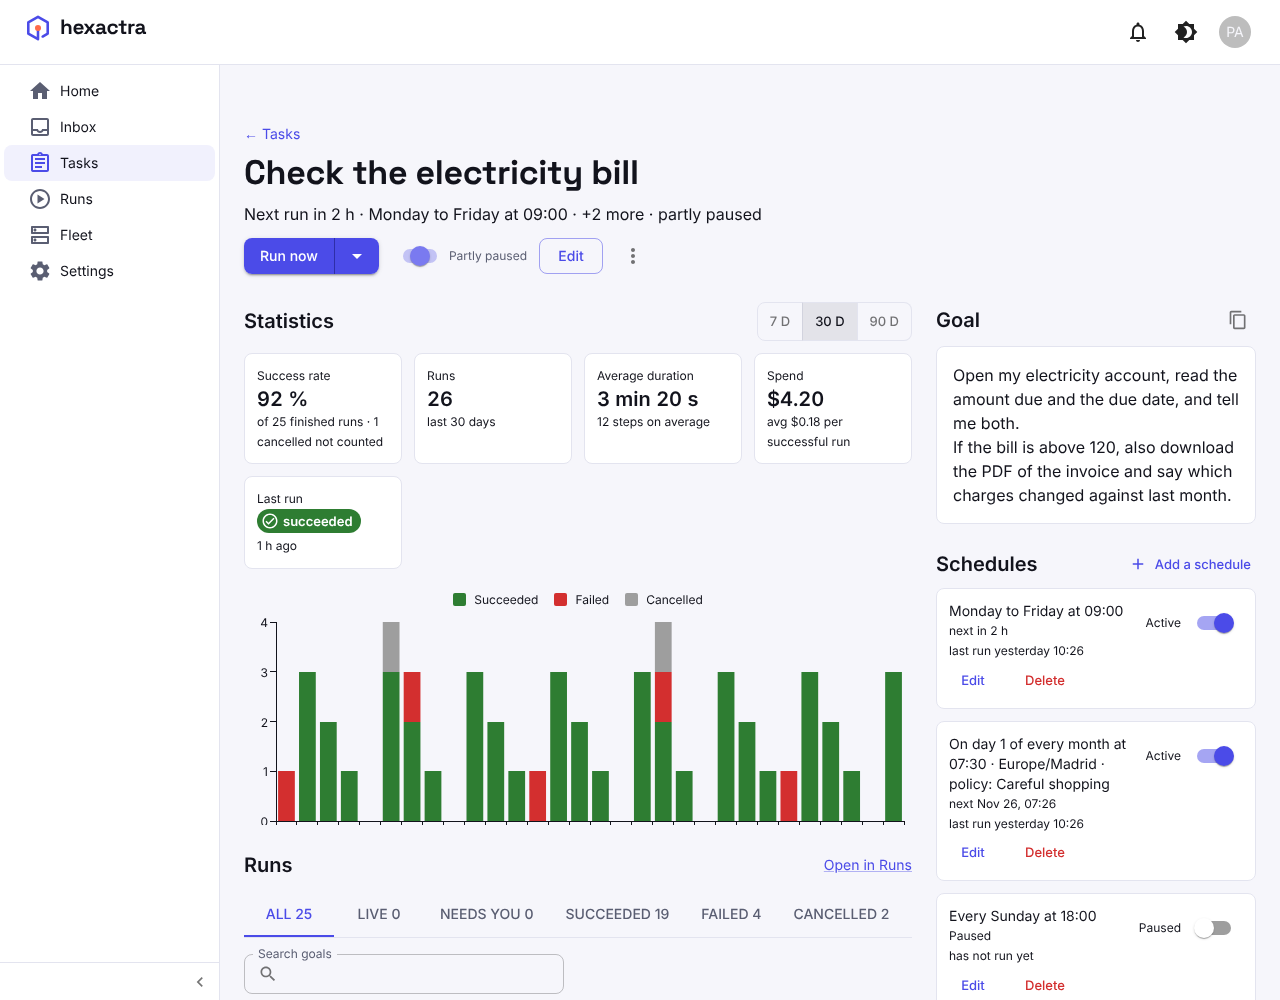 hexactra
PA
Home
Inbox
Tasks
Runs
Fleet
Settings
← Tasks
Check the electricity bill
Next run in 2 h · Monday to Friday at 09:00 · +2 more · partly paused
Run now
Partly paused
Edit
Statistics
7 D
30 D
90 D
Success rate
92 %
of 25 finished runs · 1
cancelled not counted
Runs
26
last 30 days
Average duration
3 min 20 s
12 steps on average
Spend
$4.20
avg $0.18 per
successful run
Last run
succeeded
1 h ago
Succeeded
Failed
Cancelled
4
3
2
1
0
Runs
Open in Runs
ALL 25
LIVE 0
NEEDS YOU 0
SUCCEEDED 19
FAILED 4
CANCELLED 2
Search goals
Goal
Open my electricity account, read the
amount due and the due date, and tell
me both.
If the bill is above 120, also download
the PDF of the invoice and say which
charges changed against last month.
Schedules
Add a schedule
Monday to Friday at 09:00
next in 2 h
last run yesterday 10:26
Active
Edit
Delete
On day 1 of every month at
07:30 · Europe/Madrid ·
policy: Careful shopping
next Nov 26, 07:26
last run yesterday 10:26
Active
Edit
Delete
Every Sunday at 18:00
Paused
has not run yet
Paused
Edit
Delete